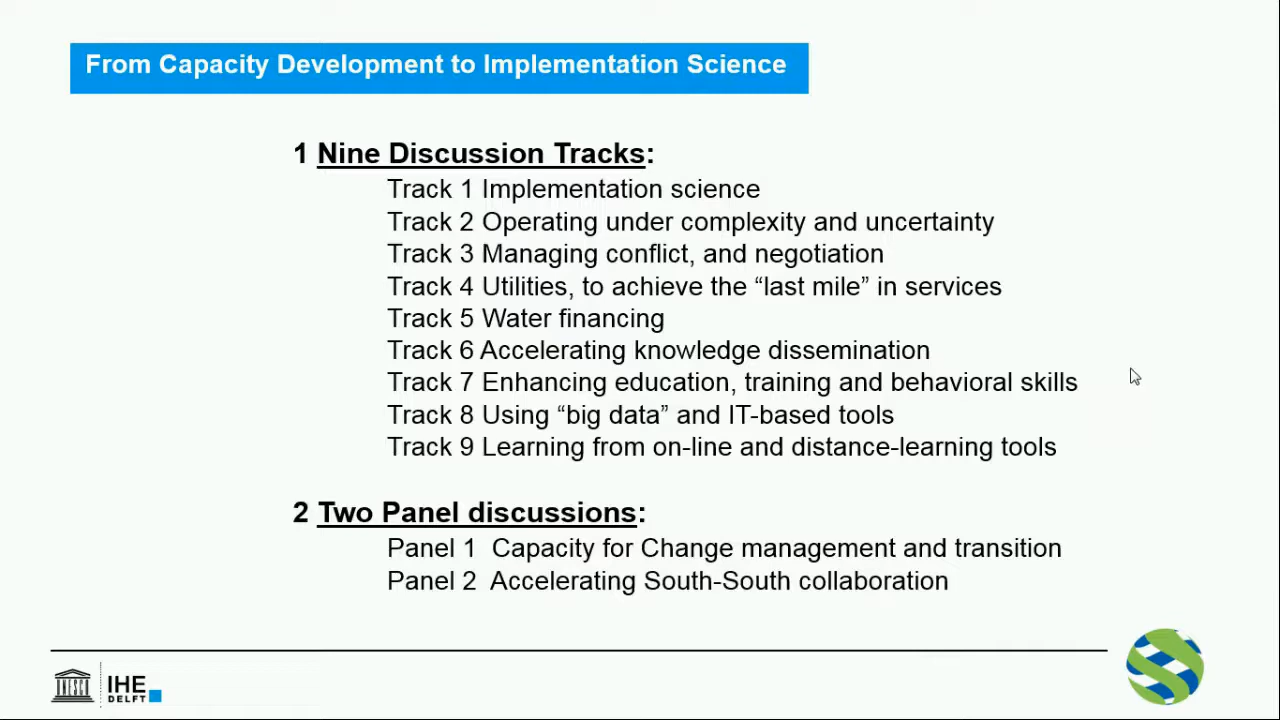 From Capacity Development to Implementation Science
1 Nine Discussion Tracks:
Track 1 Implementation science
Track 2 Operating under complexity and uncertainty
Track 3 Managing conflict, and negotiation
Track 4 Utilities, to achieve the “last mile” in services
Track 5 Water financing
Track 6 Accelerating knowledge dissemination
Track 7 Enhancing education, training and behavioral skills
Track 8 Using “big data” and IT-based tools
Track 9 Learning from on-line and distance-learning tools
2 Two Panel discussions:
Panel 1 Capacity for Change management and transition
Panel 2 Accelerating South-South collaboration
UNESCO
IHE
DELFT